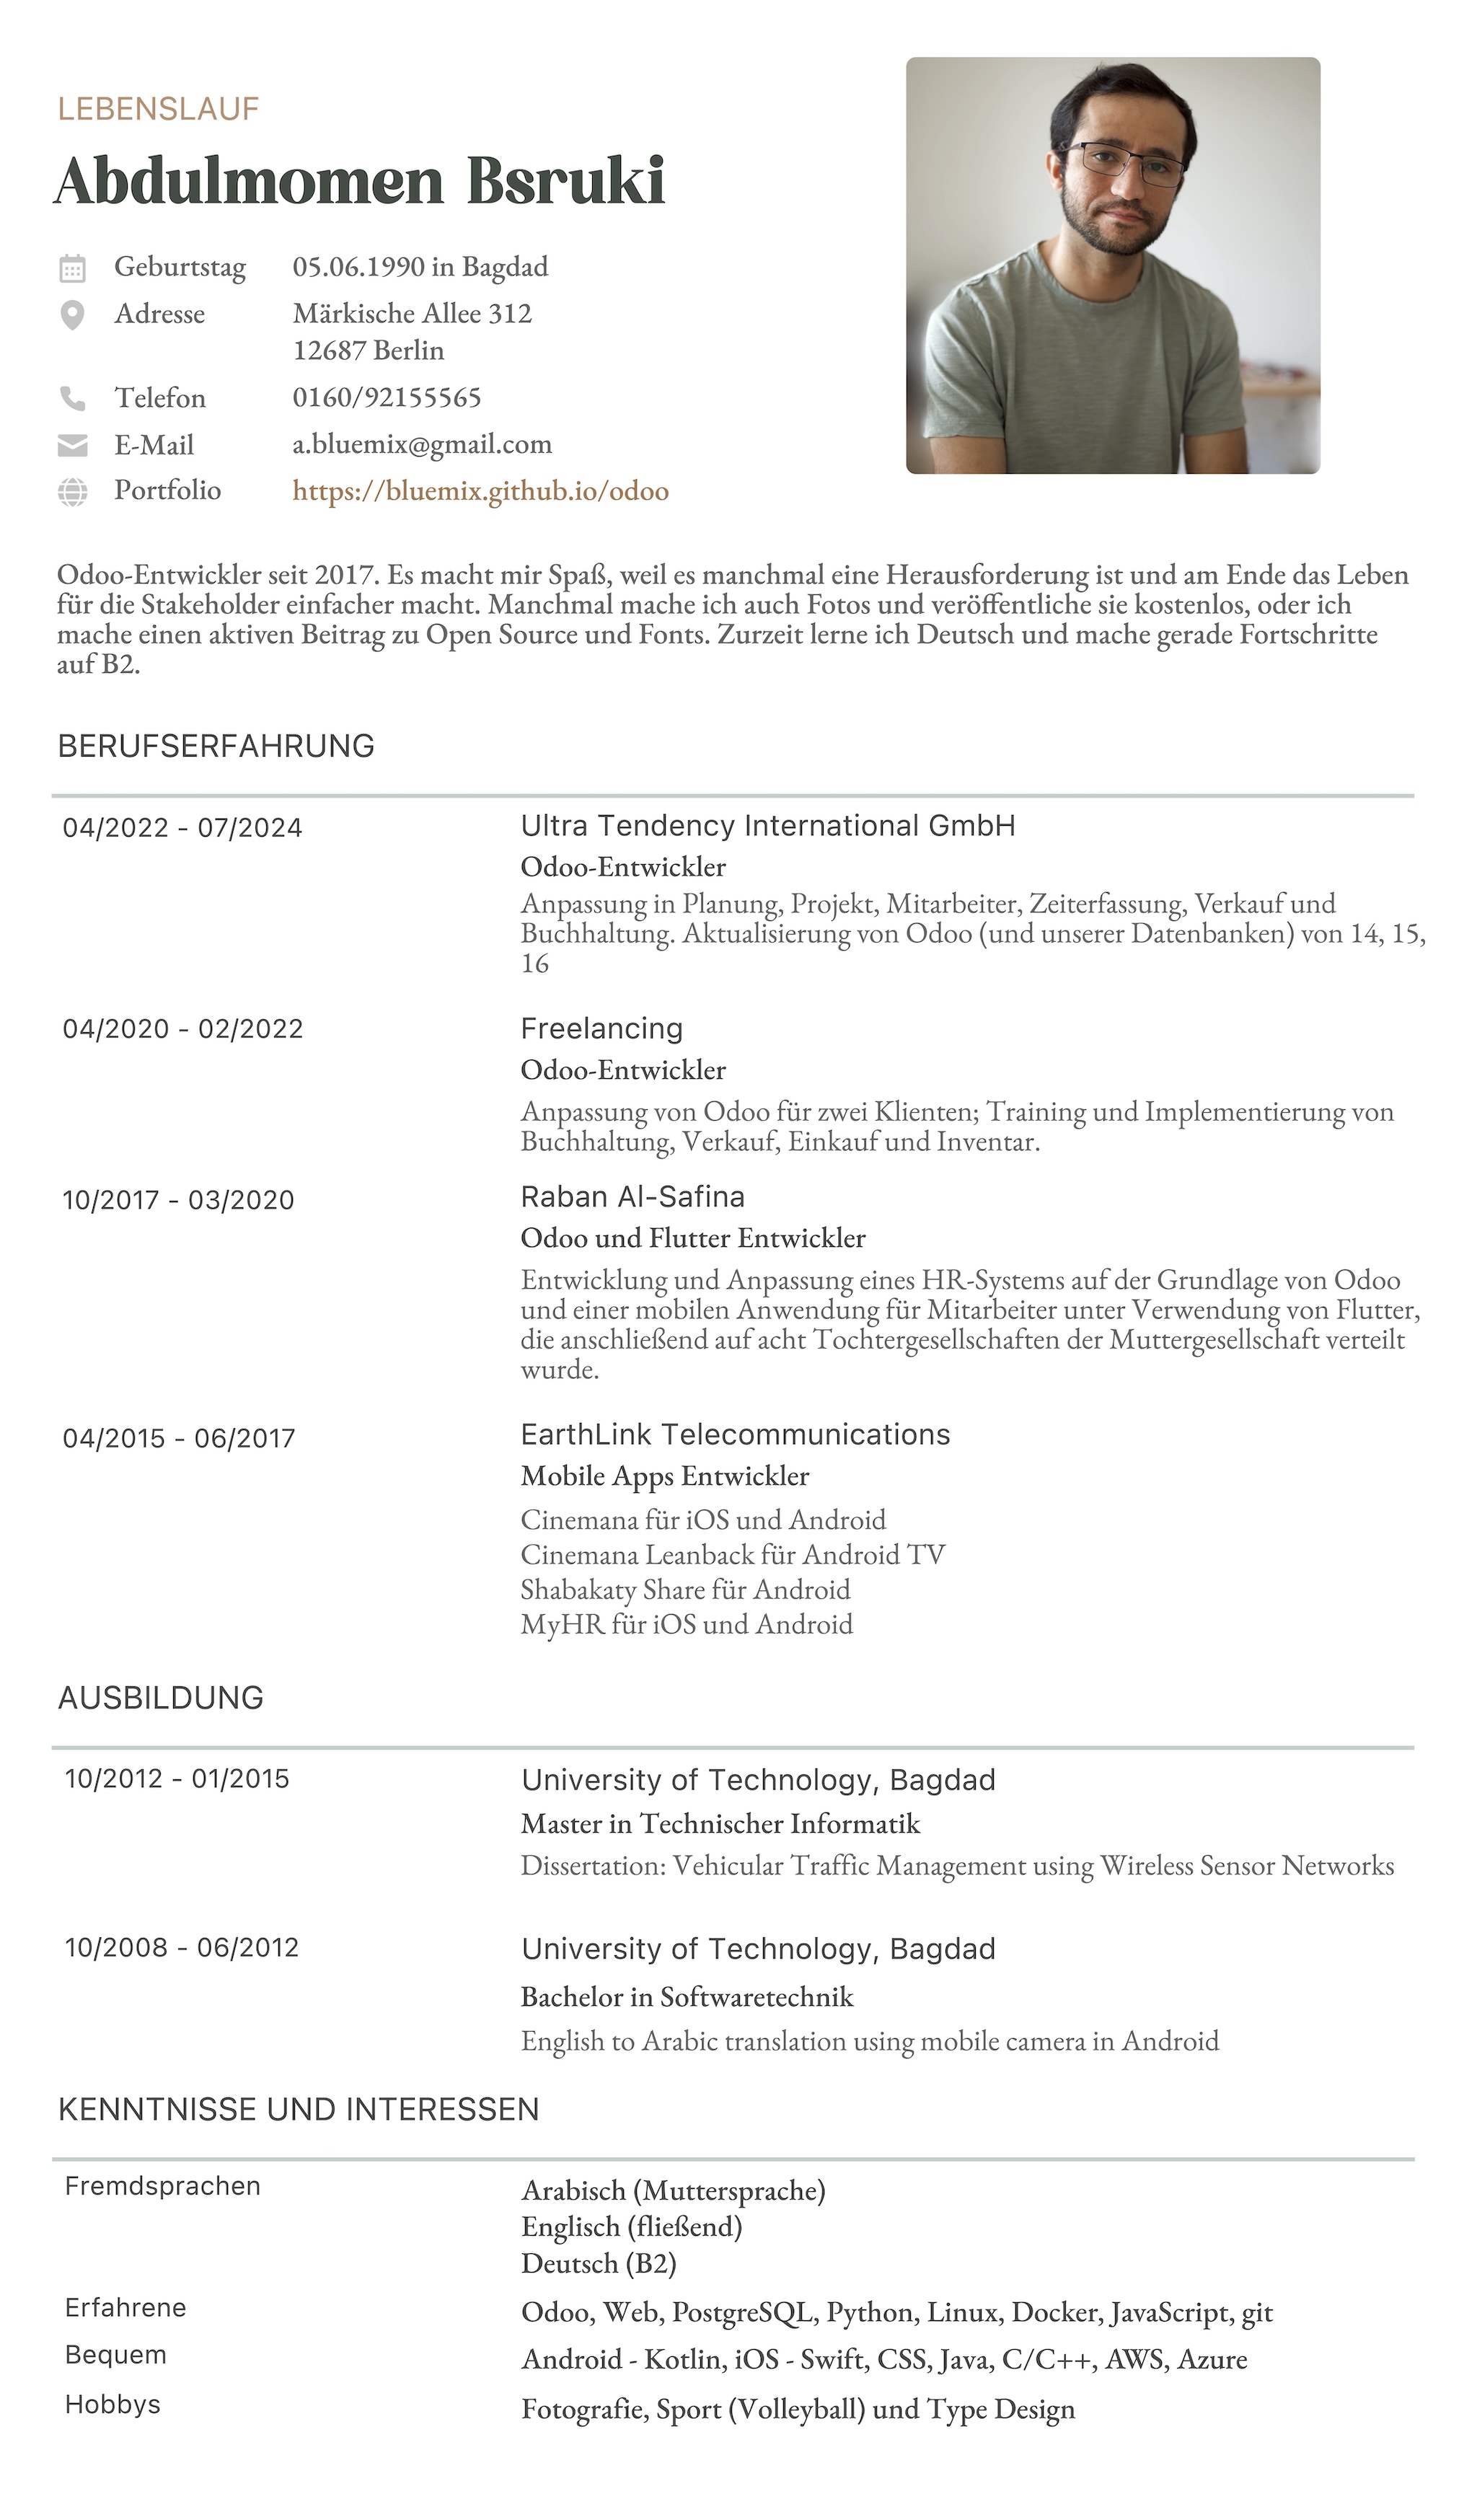 LEBENSLAUF
Abdulmomen Bsruki
Geburtstag 05.06.1990 in Bagdad
Adresse Märkische Allee 312
12687 Berlin
Telefon 0160/92155565
E-Mail a.bluemix@gmail.com
Portfolio https://bluemix.github.io/odoo
Odoo-Entwickler seit 2017. Es macht mir Spaß, weil es manchmal eine Herausforderung ist und am Ende das Leben
für die Stakeholder einfacher macht. Manchmal mache ich auch Fotos und veröffentliche sie kostenlos, oder ich
mache einen aktiven Beitrag zu Open Source und Fonts. Zurzeit lerne ich Deutsch und mache gerade Fortschritte
auf B2.
BERUFSERFAHRUNG
04/2022 - 07/2024 Ultra Tendency International GmbH
Odoo-Entwickler
Anpassung in Planung, Projekt, Mitarbeiter, Zeiterfassung, Verkauf und
Buchhaltung. Aktualisierung von Odoo (und unserer Datenbanken) von 14, 15,
16
04/2020 - 02/2022 Freelancing
Odoo-Entwickler
Anpassung von Odoo für zwei Klienten; Training und Implementierung von
Buchhaltung, Verkauf, Einkauf und Inventar.
10/2017 - 03/2020 Raban Al-Safina
Odoo und Flutter Entwickler
Entwicklung und Anpassung eines HR-Systems auf der Grundlage von Odoo
und einer mobilen Anwendung für Mitarbeiter unter Verwendung von Flutter,
die anschließend auf acht Tochtergesellschaften der Muttergesellschaft verteilt
wurde.
04/2015 - 06/2017 EarthLink Telecommunications
Mobile Apps Entwickler
Cinemana für iOS und Android
Cinemana Leanback für Android TV
Shabakaty Share für Android
MyHR für iOS und Android
AUSBILDUNG
10/2012 - 01/2015 University of Technology, Bagdad
Master in Technischer Informatik
Dissertation: Vehicular Traffic Management using Wireless Sensor Networks
10/2008 - 06/2012 University of Technology, Bagdad
Bachelor in Softwaretechnik
English to Arabic translation using mobile camera in Android
KENNTNISSE UND INTERESSEN
Fremdsprachen Arabisch (Muttersprache)
Englisch (fließend)
Deutsch (B2)
Erfahrene Odoo, Web, PostgreSQL, Python, Linux, Docker, JavaScript, git
Bequem Android - Kotlin, iOS - Swift, CSS, Java, C/C++, AWS, Azure
Hobbys Fotografie, Sport (Volleyball) und Type Design